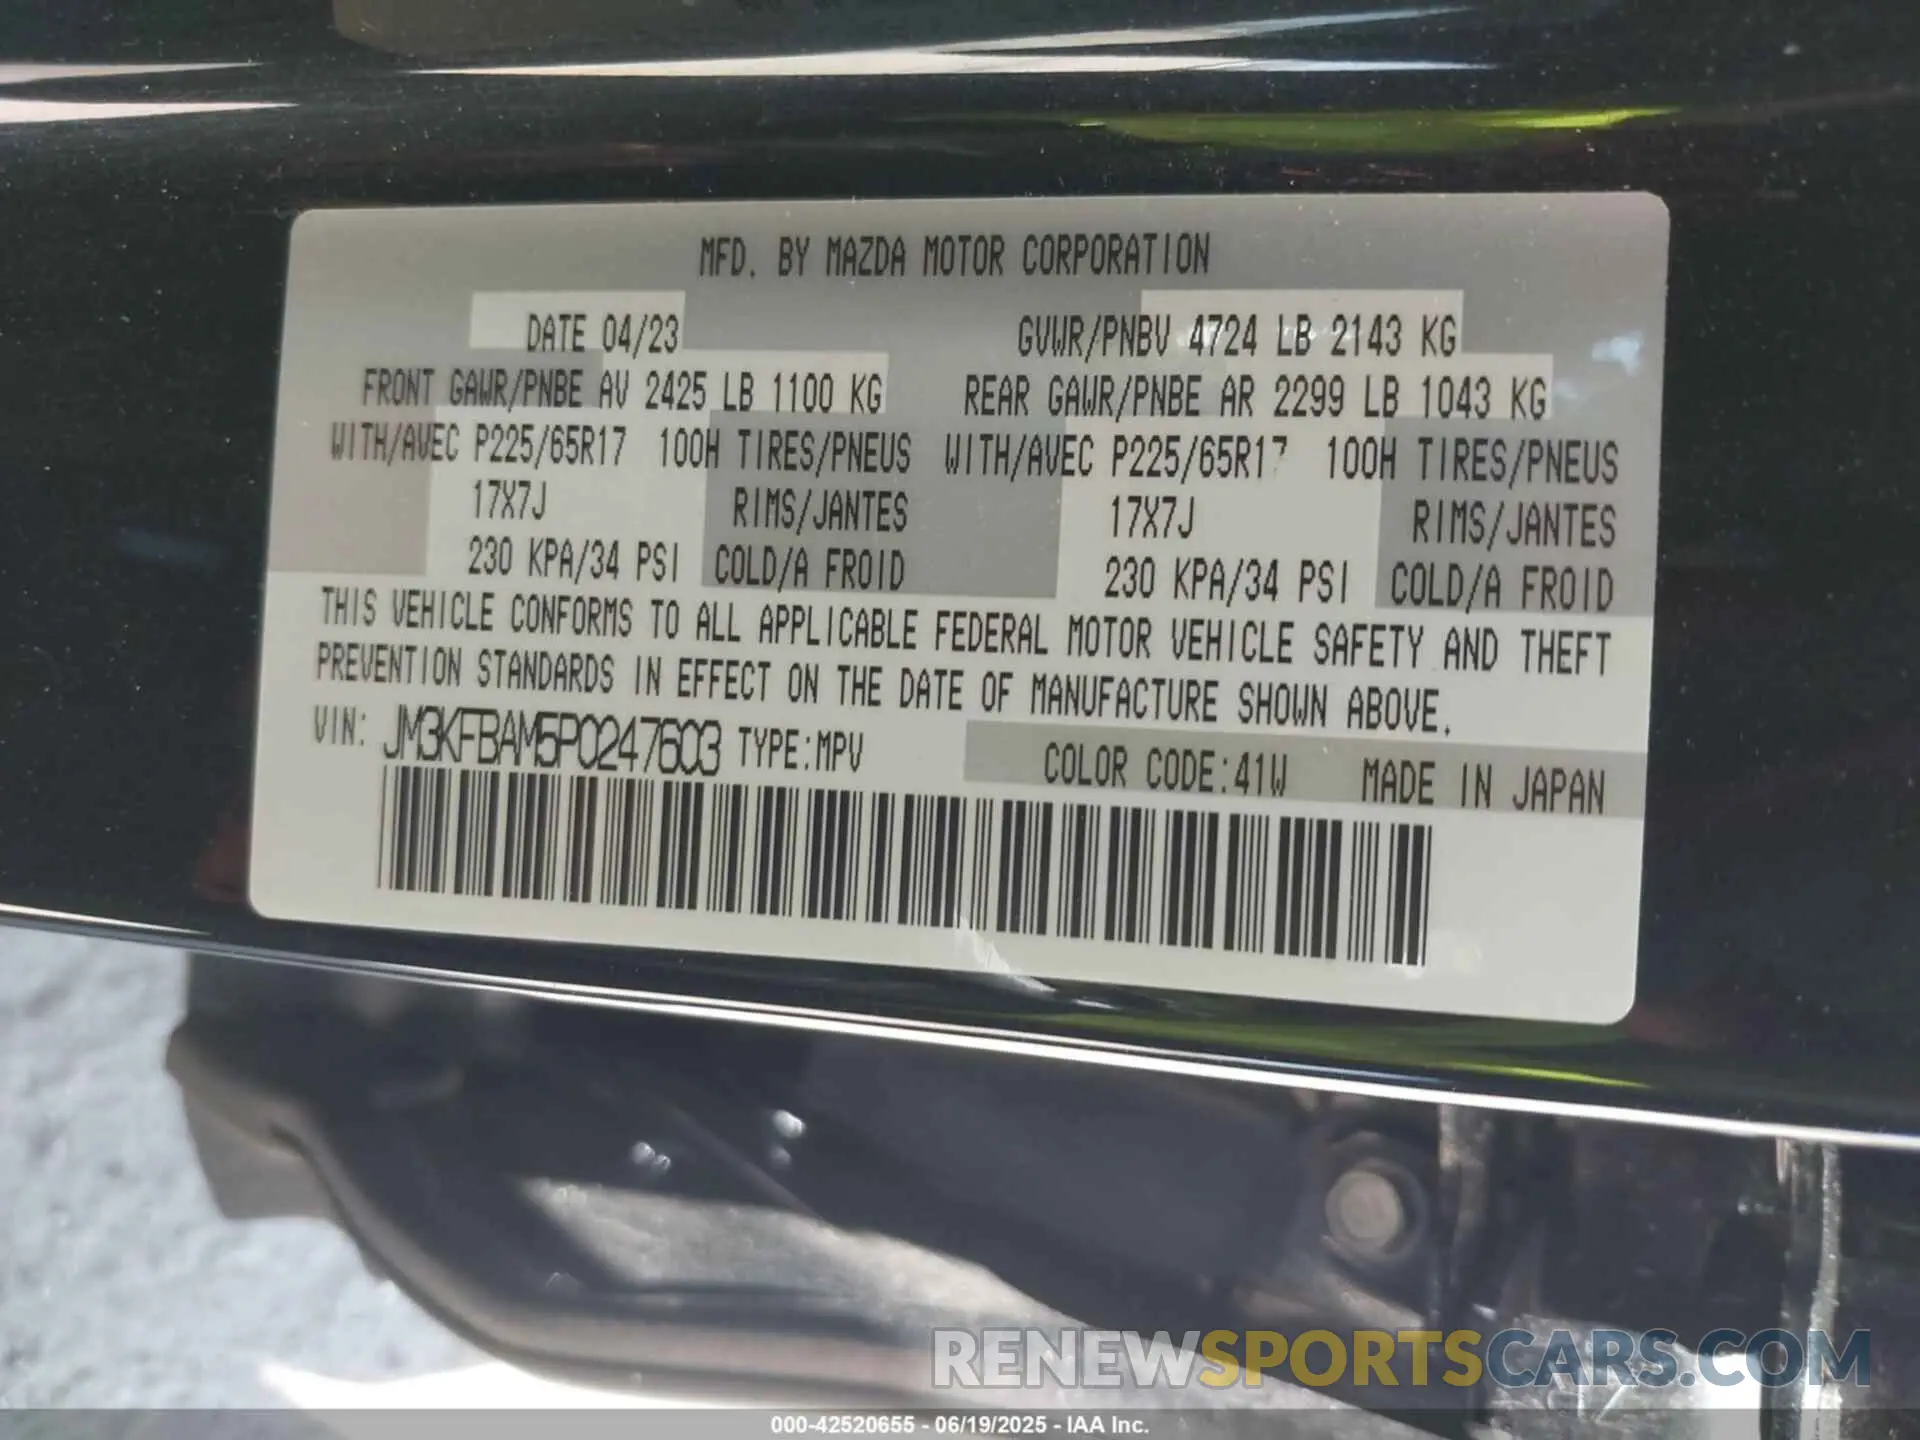 MFD. BY MAZDA MOTOR CORPORATION
DATE 04/23 GVWR/PNBV 4724 LB 2143 KG
FRONT GAWR/PNBE AV 2425 LB 1100 KG REAR GAWR/PNBE AR 2299 LB 1043 KG
WITH/AVEC P225/65R17 100H TIRES/PNEUS WITH/AVEC P225/65R17 100H TIRES/PNEUS
17X7J RIMS/JANTES 17X7J RIMS/JANTES
230 KPA/34 PSI COLD/A FROID 230 KPA/34 PSI COLD/A FROID
THIS VEHICLE CONFORMS TO ALL APPLICABLE FEDERAL MOTOR VEHICLE SAFETY AND THEFT
PREVENTION STANDARDS IN EFFECT ON THE DATE OF MANUFACTURE SHOWN ABOVE.
VIN: JM3KFBAM5P0247603 TYPE:MPV COLOR CODE:41W MADE IN JAPAN
RENEWSPORTSCARS.COM
000-42520655 - 06/19/2025 - IAA Inc.